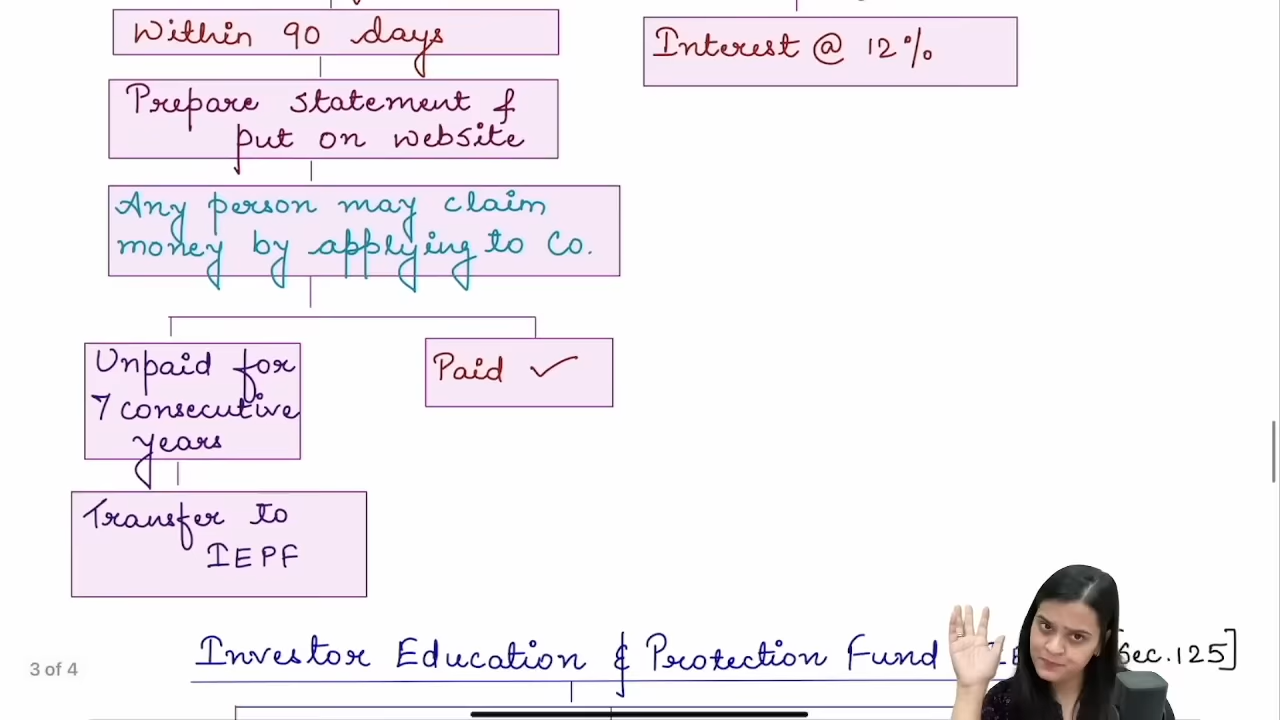 Within 90 days
Interest @ 12%
Prepare statement &
put on website
Any person may claim
money by applying to Co.
Unpaid for
7 consecutive
years
Paid ✓
Transfer to
IEPF
Investor Education & Protection Fund Sec.125]
3 of 4